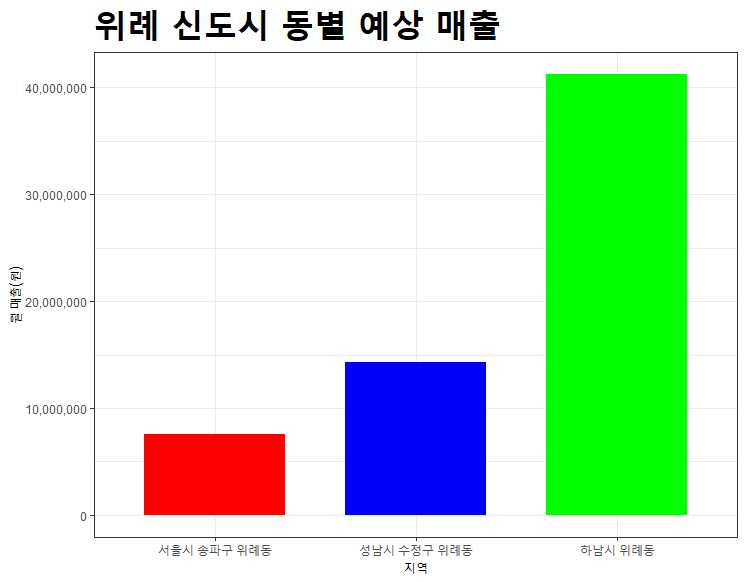 위례 신도시 동별 예상 매출
40,000,000
30,000,000
20,000,000
10,000,000
0
월 매출(원)
서울시 송파구 위례동
성남시 수정구 위례동
하남시 위례동
지역